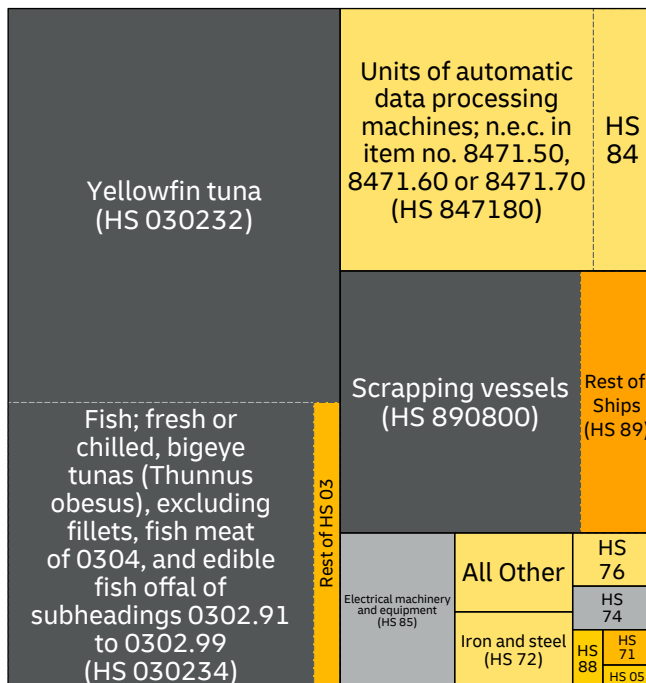 Yellowfin tuna
(HS 030232)
Units of automatic
data processing
machines; n.e.c. in
item no. 8471.50,
8471.60 or 8471.70
(HS 847180)
HS
84
Scrapping vessels
(HS 890800)
Rest of
Ships
(HS 89)
Fish; fresh or
chilled, bigeye
tunas (Thunnus
obesus), excluding
fillets, fish meat
of 0304, and edible
fish offal of
subheadings 0302.91
to 0302.99
(HS 030234)
Rest of HS 03
Electrical machinery
and equipment
(HS 85)
All Other
Iron and steel
(HS 72)
HS
76
HS
74
HS
88
HS
71
HS 05